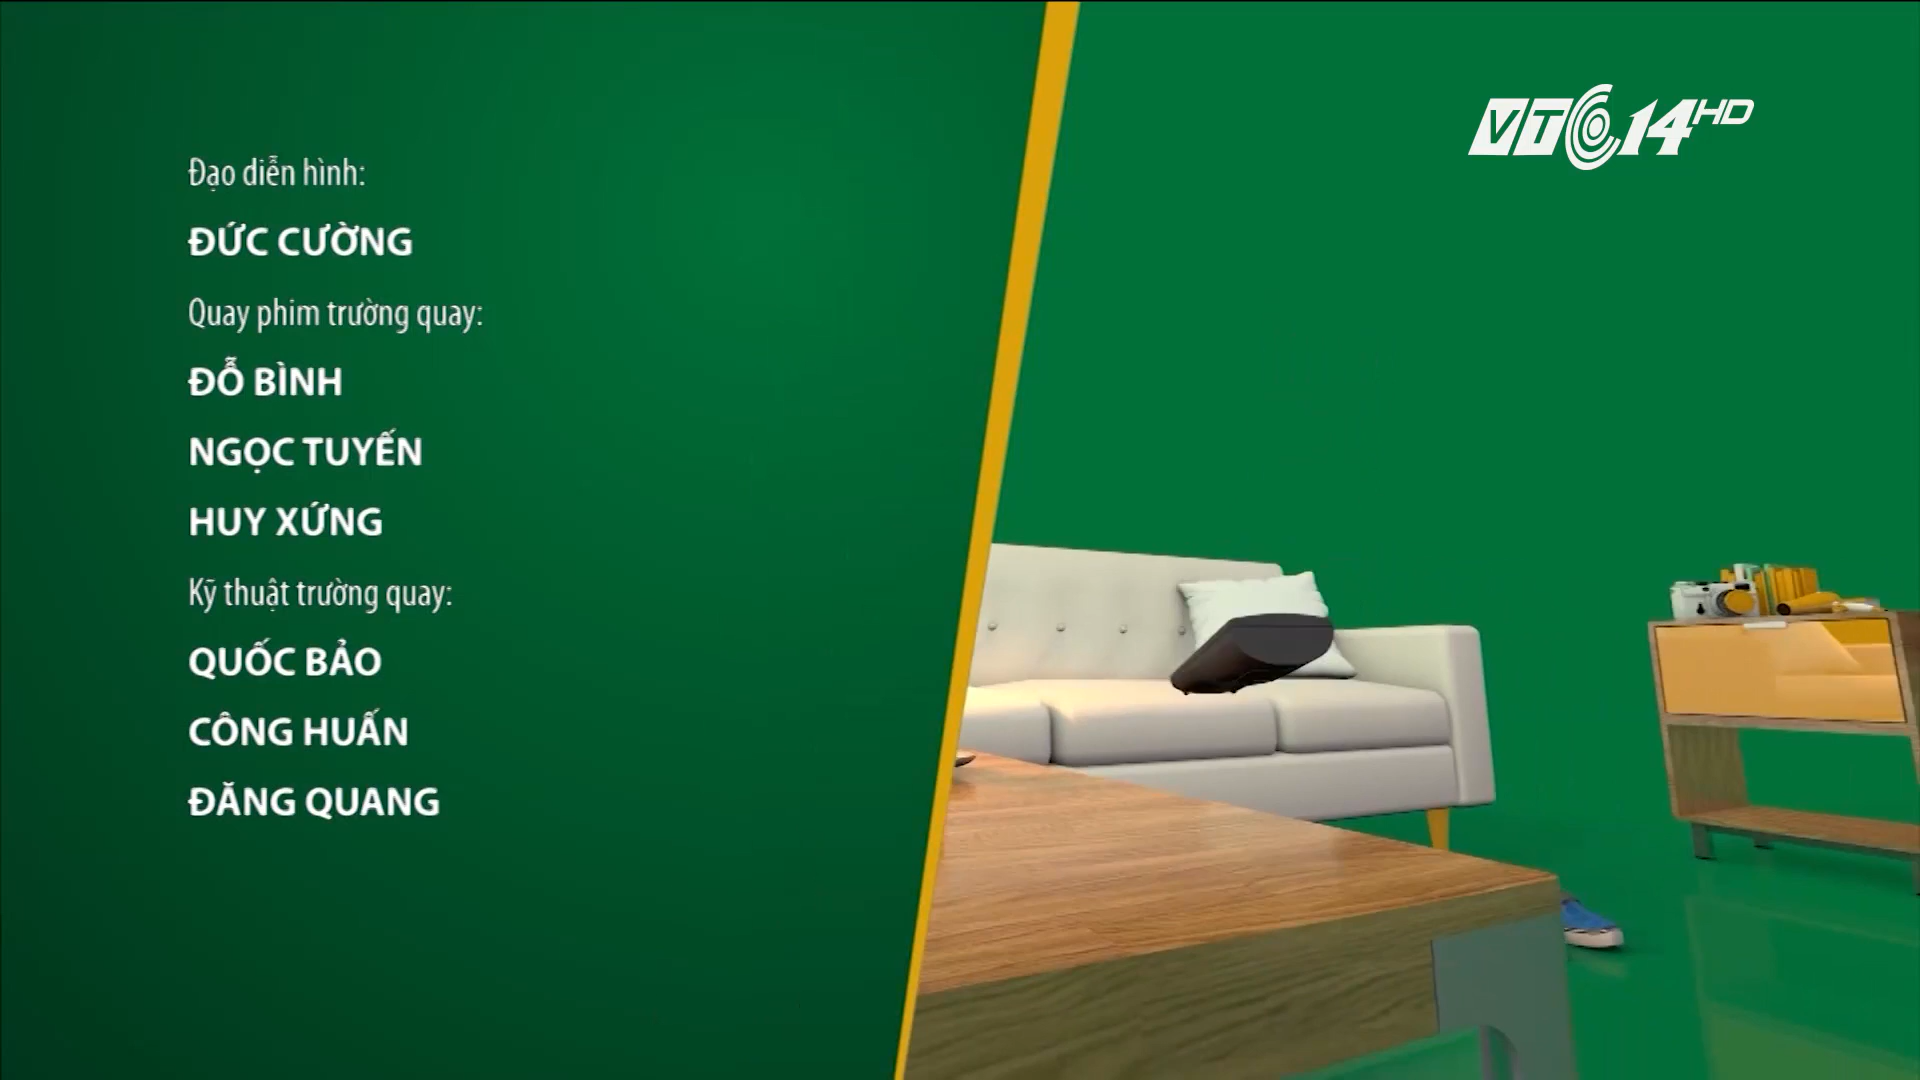 Đạo diễn hình:
ĐỨC CƯỜNG
Quay phim trường quay:
ĐỖ BÌNH
NGỌC TUYẾN
HUY XỨNG
Kỹ thuật trường quay:
QUỐC BẢO
CÔNG HUẤN
ĐĂNG QUANG
VTC14HD